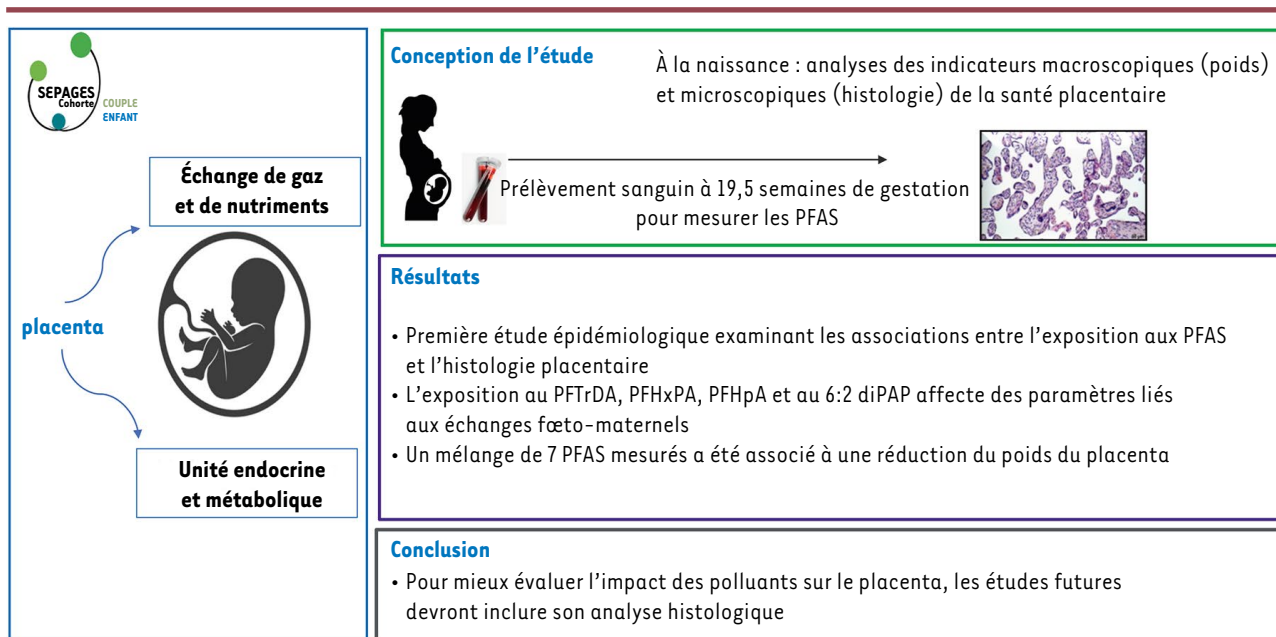 SEPAGES
Cohorte
COUPLE
ENFANT
Échange de gaz
et de nutriments
placenta
Unité endocrine
et métabolique
Conception de l’étude
À la naissance : analyses des indicateurs macroscopiques (poids)
et microscopiques (histologie) de la santé placentaire
Prélèvement sanguin à 19,5 semaines de gestation
pour mesurer les PFAS
Résultats
• Première étude épidémiologique examinant les associations entre l’exposition aux PFAS
et l’histologie placentaire
• L’exposition au PFTrDA, PFHxPA, PFHpA et au 6:2 diPAP affecte des paramètres liés
aux échanges fœto-maternels
• Un mélange de 7 PFAS mesurés a été associé à une réduction du poids du placenta
Conclusion
• Pour mieux évaluer l’impact des polluants sur le placenta, les études futures
devront inclure son analyse histologique